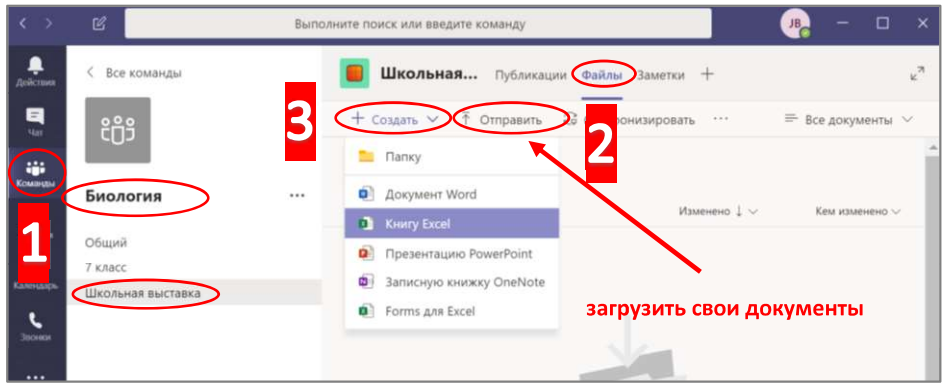 Выполните поиск или введите команду
JB
Действия
Чат
Команды
Календарь
Звонки
Все команды
Биология
Общий
7 класс
Школьная выставка
1
Школьная... Публикации Файлы Заметки
3
Создать Отправить
2
Все документы
Папку
Документ Word
Книгу Excel
Презентацию PowerPoint
Записную книжку OneNote
Forms для Excel
Изменено Кем изменено
загрузить свои документы